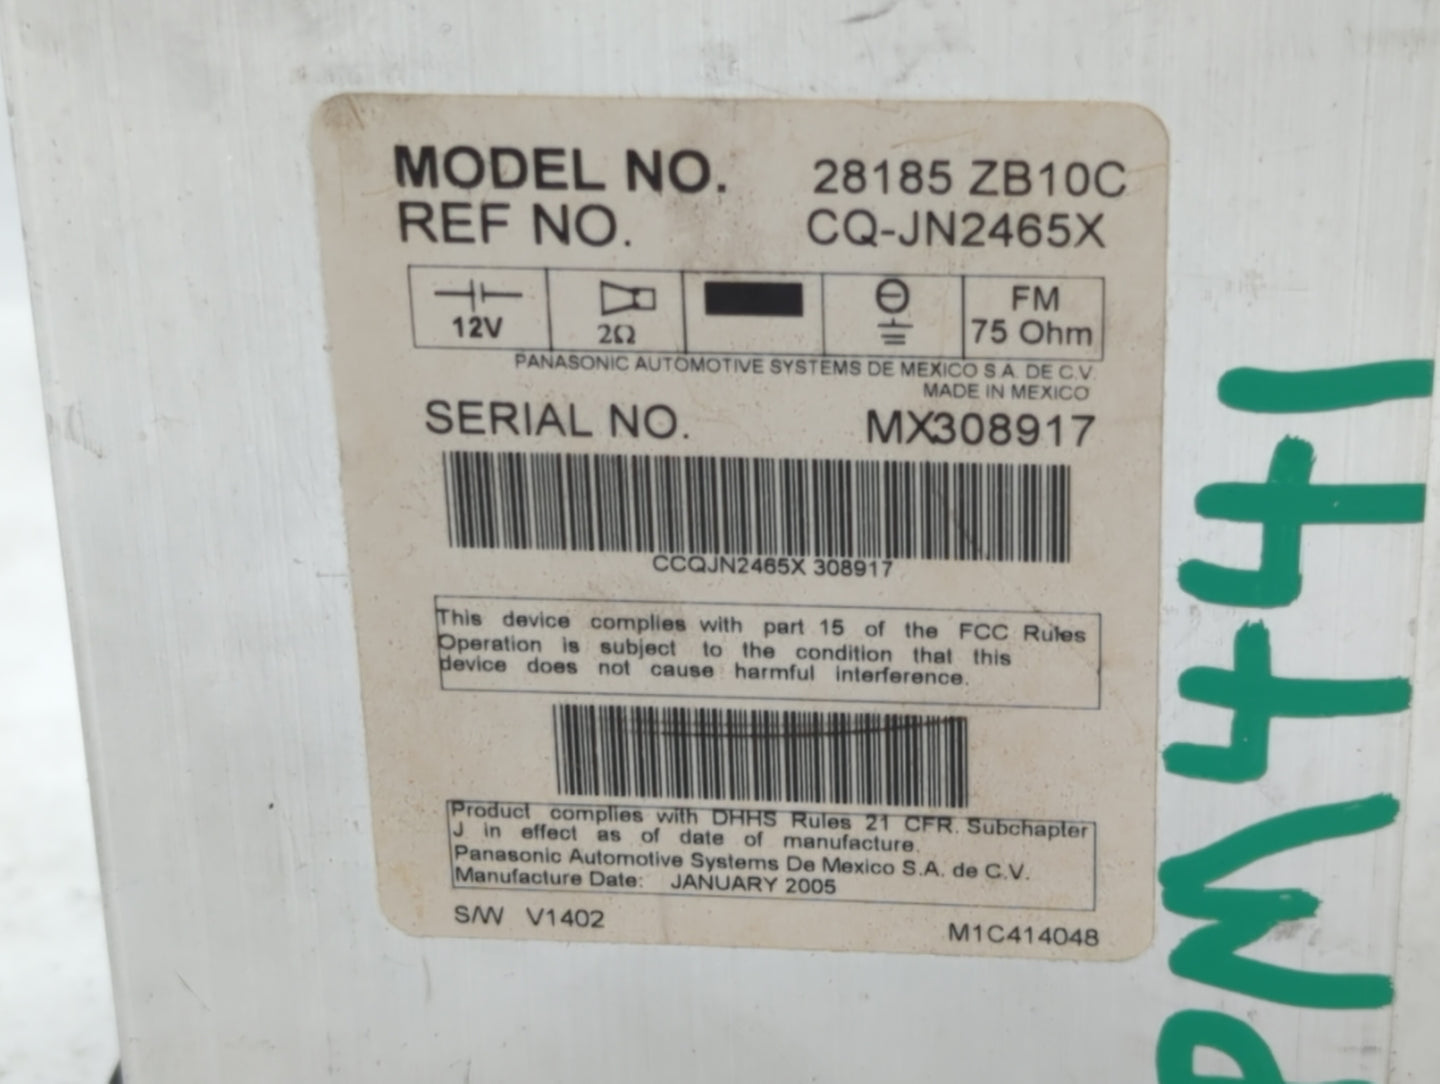 MODEL NO. 28185 ZB10C
REF NO. CQ-JN2465X
12V 2Ω FM 75 Ohm
PANASONIC AUTOMOTIVE SYSTEMS DE MEXICO S.A. DE C.V.
MADE IN MEXICO
SERIAL NO. MX308917
CCQJN2465X 308917
This device complies with part 15 of the FCC Rules
Operation is subject to the condition that this
device does not cause harmful interference.
Product complies with DHHS Rules 21 CFR. Subchapter
J in effect as of date of manufacture.
Panasonic Automotive Systems De Mexico S.A. de C.V.
Manufacture Date: JANUARY 2005
S/W V1402 M1C414048